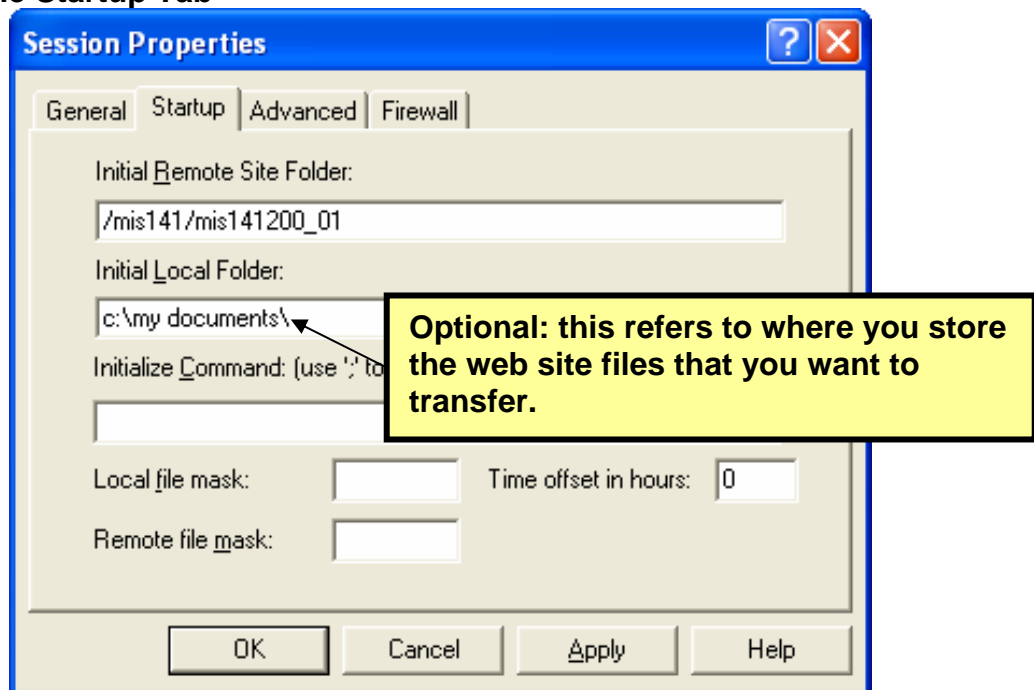 Startup Tab
Session Properties
General Startup Advanced Firewall
Initial Remote Site Folder:
/mis141/mis141200_01
Initial Local Folder:
c:\my documents\
Optional: this refers to where you store
the web site files that you want to
transfer.
Initialize Command: (use ';' to
Local file mask:
Time offset in hours: 0
Remote file mask:
OK Cancel Apply Help